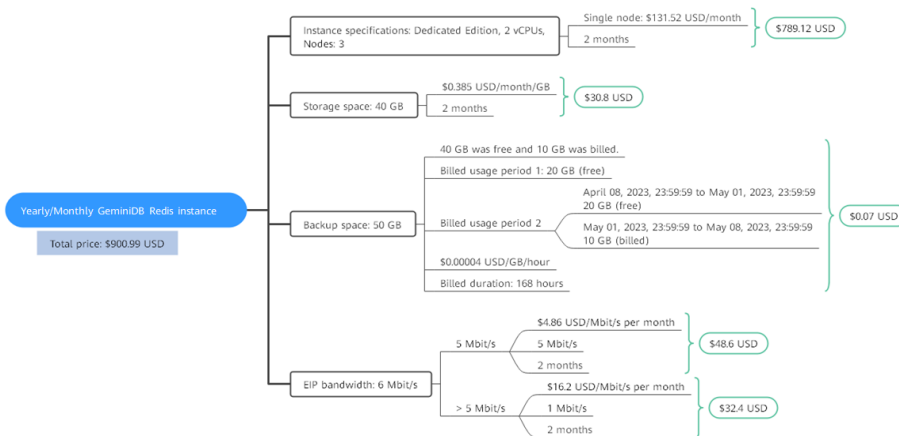 Yearly/Monthly GeminiDB Redis instance
Total price: $900.99 USD
Instance specifications: Dedicated Edition, 2 vCPUs,
Nodes: 3
Single node: $131.52 USD/month
2 months
$789.12 USD
Storage space: 40 GB
$0.385 USD/month/GB
2 months
$30.8 USD
Backup space: 50 GB
40 GB was free and 10 GB was billed.
Billed usage period 1: 20 GB (free)
Billed usage period 2
April 08, 2023, 23:59:59 to May 01, 2023, 23:59:59
20 GB (free)
May 01, 2023, 23:59:59 to May 08, 2023, 23:59:59
10 GB (billed)
$0.00004 USD/GB/hour
Billed duration: 168 hours
$0.07 USD
EIP bandwidth: 6 Mbit/s
5 Mbit/s
$4.86 USD/Mbit/s per month
5 Mbit/s
2 months
$48.6 USD
> 5 Mbit/s
$16.2 USD/Mbit/s per month
1 Mbit/s
2 months
$32.4 USD